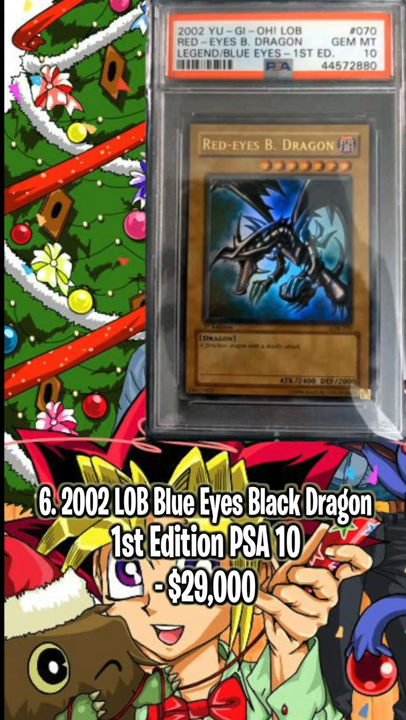 2002 YU-GI-OH! LOB #070
RED-EYES B. DRAGON GEM MT
LEGEND/BLUE EYES-1ST ED. 10
PSA 44572880
RED-EYES B. DRAGON
1st Edition
[DRAGON]
A ferocious dragon with a deadly attack.
ATK/2400 DEF/2000
6. 2002 LOB Blue Eyes Black Dragon
1st Edition PSA 10
- $29,000